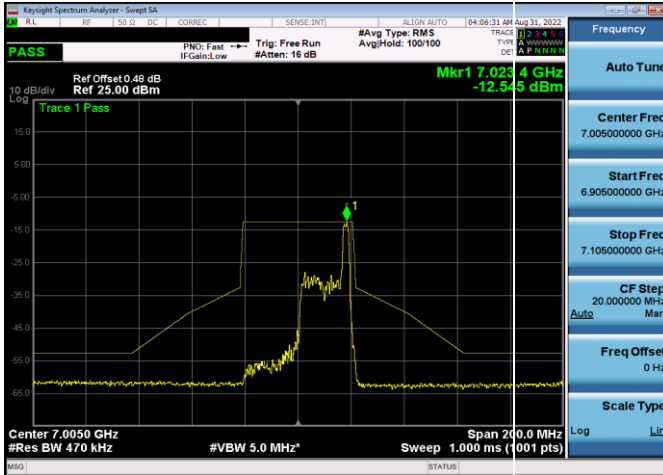 Keysight Spectrum Analyzer - Swept SA
RL RF 50 Ω DC CORREC SENSE:INT ALIGN AUTO 04:06:31 AM Aug 31, 2022
PASS
PNO: Fast
IFGain:Low
Trig: Free Run
#Atten: 16 dB
#Avg Type: RMS
Avg|Hold: 100/100
TRACE 1 2 3 4 5 6
TYPE A WWWWW
DET A P N N N N
Frequency
Ref Offset 0.48 dB
10 dB/div Ref 25.00 dBm
Log
Mkr1 7.023 4 GHz
-12.545 dBm
Trace 1 Pass
15.0
5.00
-5.00
-15.0
-25.0
-35.0
-45.0
-55.0
-65.0
1
Center 7.0050 GHz
#Res BW 470 kHz
#VBW 5.0 MHz*
Span 200.0 MHz
Sweep 1.000 ms (1001 pts)
MSG
STATUS
Auto Tune
Center Freq
7.005000000 GHz
Start Freq
6.905000000 GHz
Stop Freq
7.105000000 GHz
CF Step
20.000000 MHz
Auto Man
Freq Offset
0 Hz
Scale Type
Log Lin